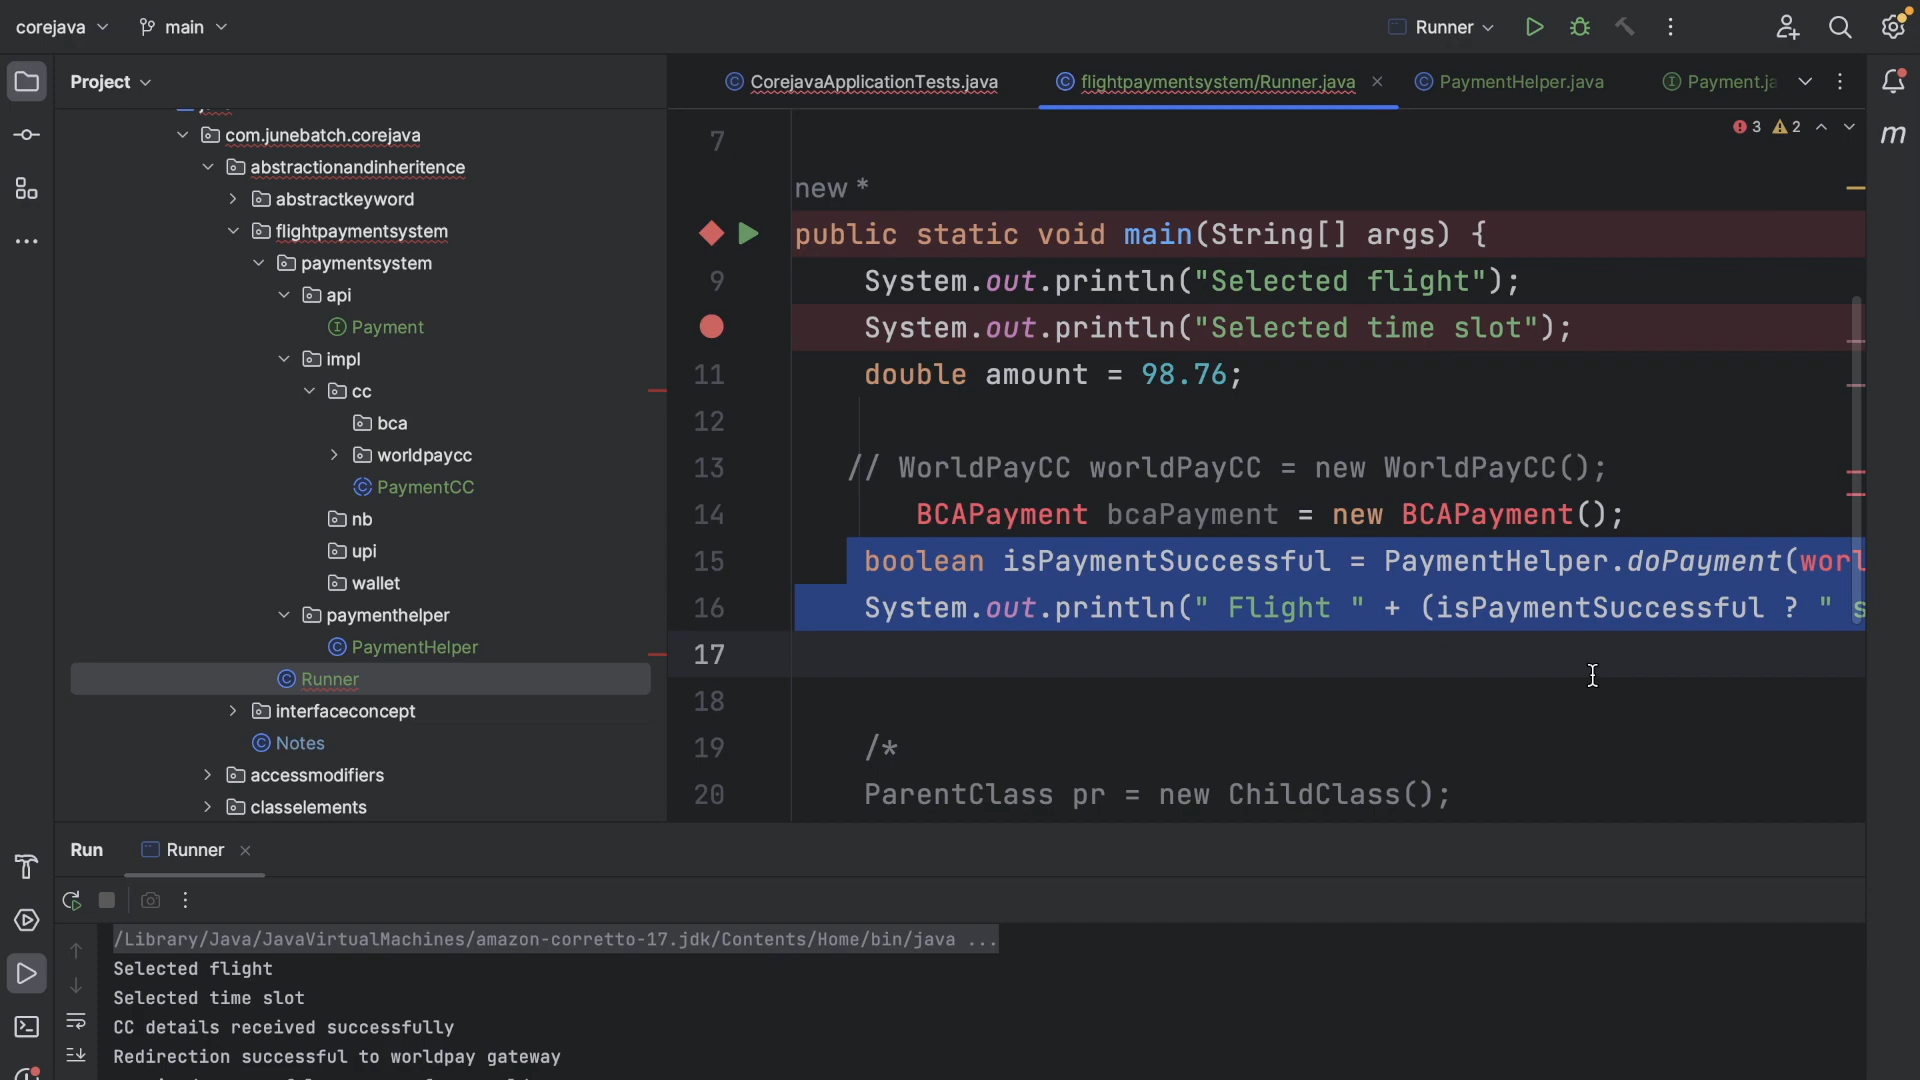 corejava
main
Runner
Project
CorejavaApplicationTests.java
flightpaymentsystem/Runner.java
PaymentHelper.java
Payment.ja
com.junebatch.corejava
abstractionandinheritence
abstractkeyword
flightpaymentsystem
paymentsystem
api
Payment
impl
cc
bca
worldpaycc
PaymentCC
nb
upi
wallet
paymenthelper
PaymentHelper
Runner
interfaceconcept
Notes
accessmodifiers
classelements
3 2
7
new *
public static void main(String[] args) {
9 System.out.println("Selected flight");
System.out.println("Selected time slot");
11 double amount = 98.76;
12
13 // WorldPayCC worldPayCC = new WorldPayCC();
14 BCAPayment bcaPayment = new BCAPayment();
15 boolean isPaymentSuccessful = PaymentHelper.doPayment(worl
16 System.out.println(" Flight " + (isPaymentSuccessful ? " s
17
18
19 /*
20 ParentClass pr = new ChildClass();
m
Run Runner
/Library/Java/JavaVirtualMachines/amazon-corretto-17.jdk/Contents/Home/bin/java ...
Selected flight
Selected time slot
CC details received successfully
Redirection successful to worldpay gateway